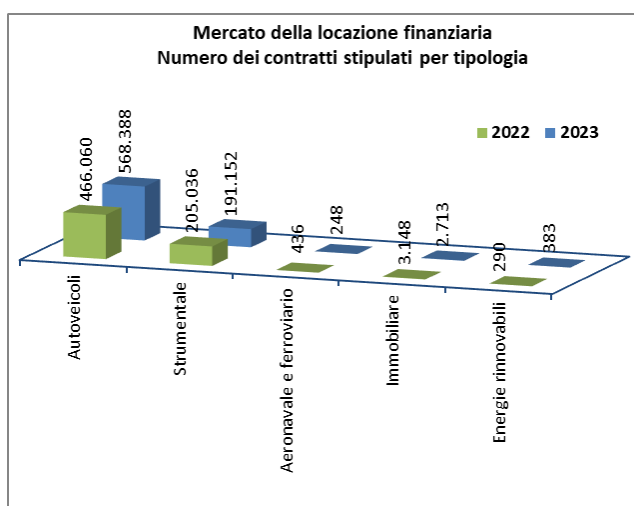 Mercato della locazione finanziaria
Numero dei contratti stipulati per tipologia
2022
2023
466.060
568.388
205.036
191.152
436
248
3.148
2.713
290
383
Autoveicoli
Strumentale
Aeronavale e ferroviario
Immobiliare
Energie rinnovabili